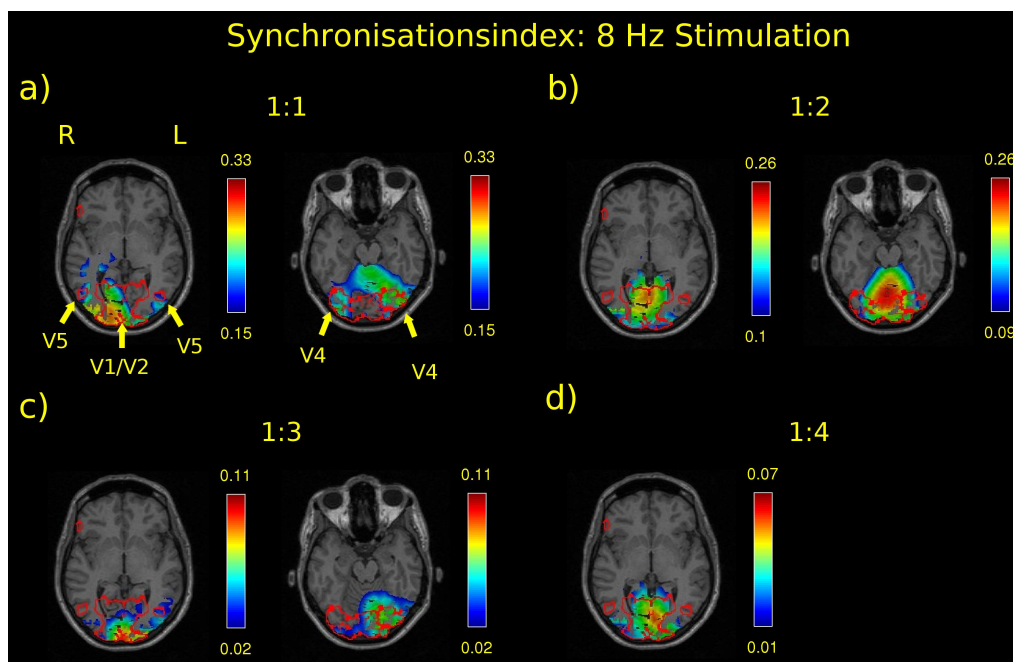 Synchronisationsindex: 8 Hz Stimulation
a)
1:1
R
L
0.33
0.15
0.33
0.15
V5
V1/V2
V5
V4
V4
b)
1:2
0.26
0.1
0.26
0.09
c)
1:3
0.11
0.02
0.11
0.02
d)
1:4
0.07
0.01